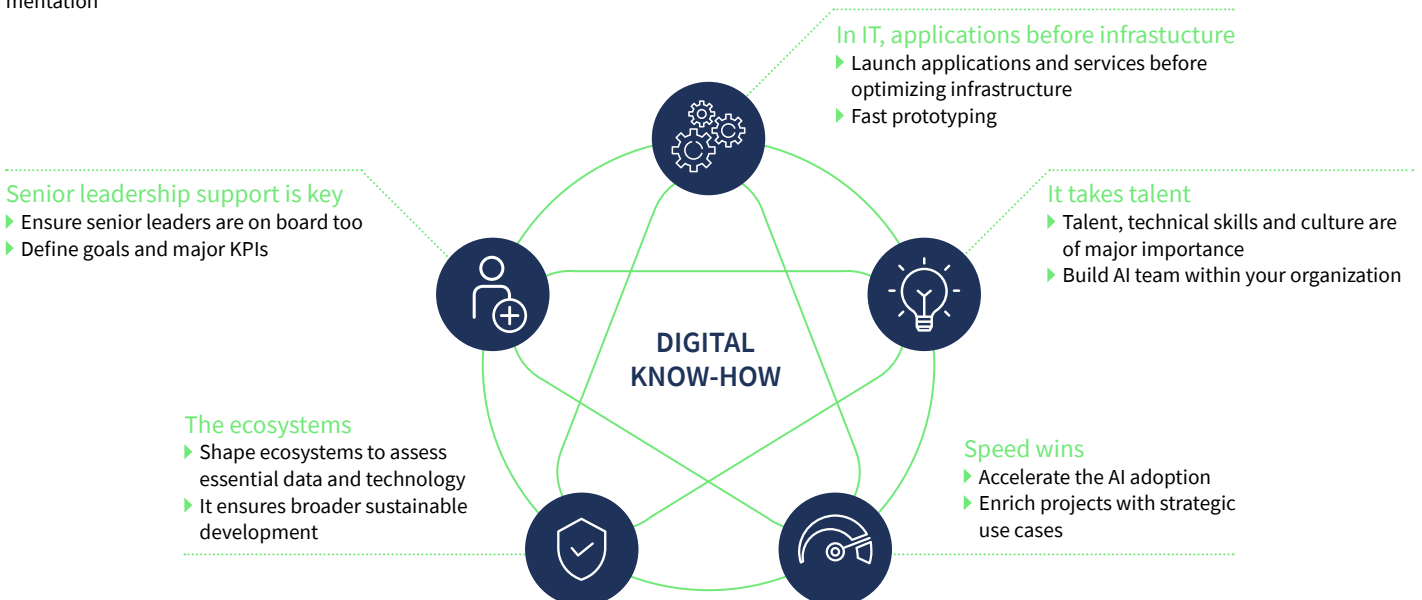 mentation
In IT, applications before infrastucture
Launch applications and services before
optimizing infrastructure
Fast prototyping
Senior leadership support is key
Ensure senior leaders are on board too
Define goals and major KPIs
It takes talent
Talent, technical skills and culture are
of major importance
Build AI team within your organization
DIGITAL
KNOW-HOW
The ecosystems
Shape ecosystems to assess
essential data and technology
It ensures broader sustainable
development
Speed wins
Accelerate the AI adoption
Enrich projects with strategic
use cases